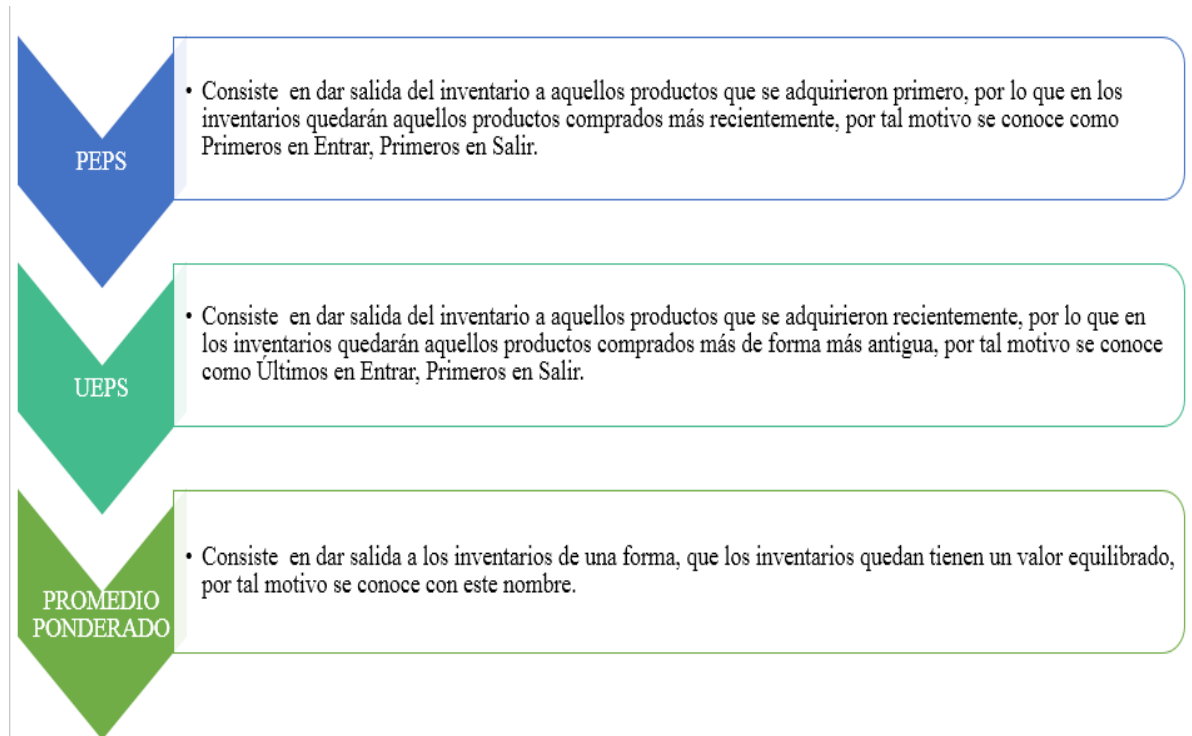 PEPS
• Consiste en dar salida del inventario a aquellos productos que se adquirieron primero, por lo que en los
inventarios quedarán aquellos productos comprados más recientemente, por tal motivo se conoce como
Primeros en Entrar, Primeros en Salir.
UEPS
• Consiste en dar salida del inventario a aquellos productos que se adquirieron recientemente, por lo que en
los inventarios quedarán aquellos productos comprados más de forma más antigua, por tal motivo se conoce
como Últimos en Entrar, Primeros en Salir.
PROMEDIO
PONDERADO
• Consiste en dar salida a los inventarios de una forma, que los inventarios quedan tienen un valor equilibrado,
por tal motivo se conoce con este nombre.